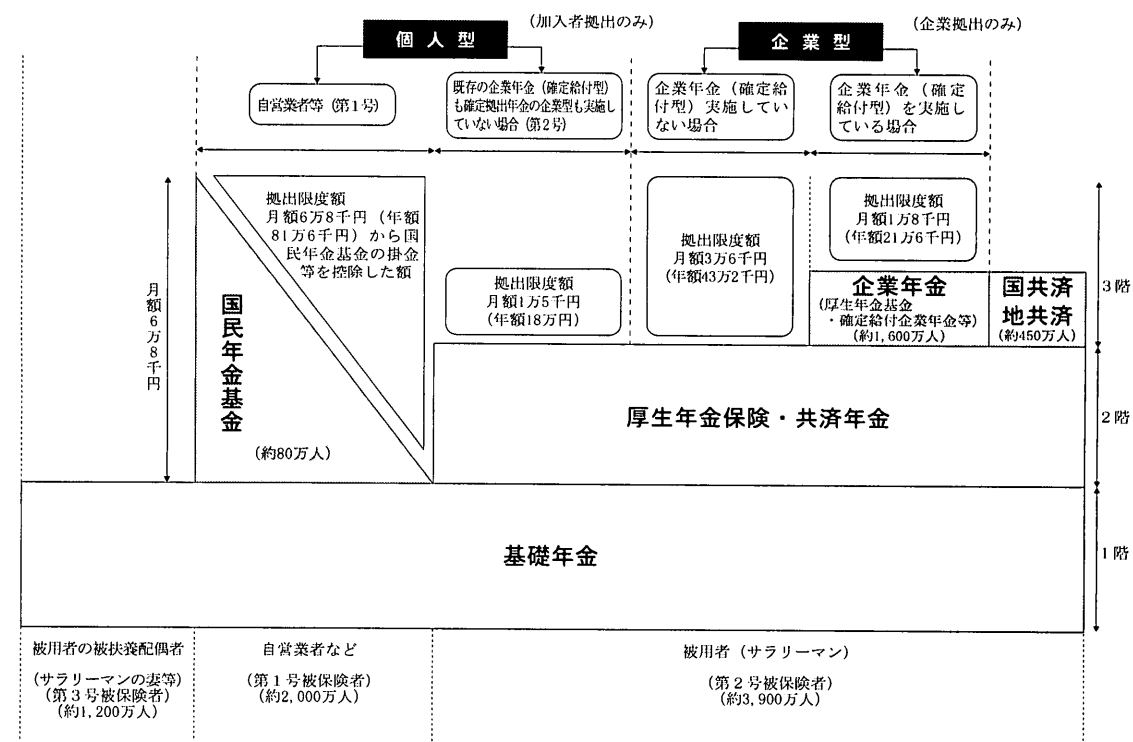 (加入者拠出のみ)
(企業拠出のみ)
個人型
企業型
自営業者等（第1号）
既存の企業年金（確定給付型）
も確定拠出年金の企業型も実施
していない場合（第2号）
企業年金（確定給
付型）実施してい
ない場合
企業年金（確定
給付型）を実施
している場合
拠出限度額
月額6万8千円（年額
81万6千円）から国
民年金基金の掛金
等を控除した額
拠出限度額
月額1万5千円
(年額18万円)
拠出限度額
月額3万6千円
(年額43万2千円)
拠出限度額
月額1万8千円
(年額21万6千円)
月額6万8千円
国民年金基金
(約80万人)
企業年金
(厚生年金基金
・確定給付企業年金等)
(約1,600万人)
国共済
地共済
(約450万人)
3階
厚生年金保険・共済年金
2階
基礎年金
1階
被用者の被扶養配偶者
(サラリーマンの妻等)
(第3号被保険者)
(約1,200万人)
自営業者など
(第1号被保険者)
(約2,000万人)
被用者（サラリーマン）
(第2号被保険者)
(約3,900万人)